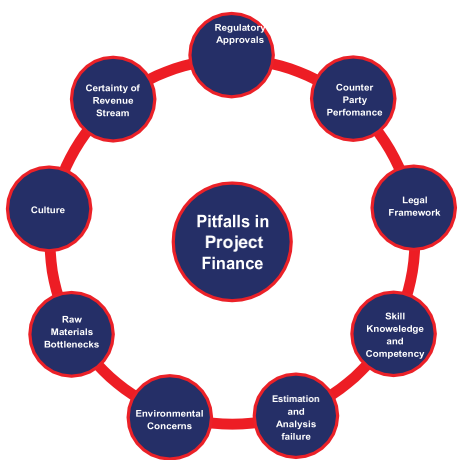 Regulatory
Approvals
Counter
Party
Perfomance
Legal
Framework
Skill
Knoweledge
and
Competency
Estimation
and
Analysis
failure
Environmental
Concerns
Raw
Materials
Bottlenecks
Culture
Certainty of
Revenue
Stream
Pitfalls in
Project
Finance